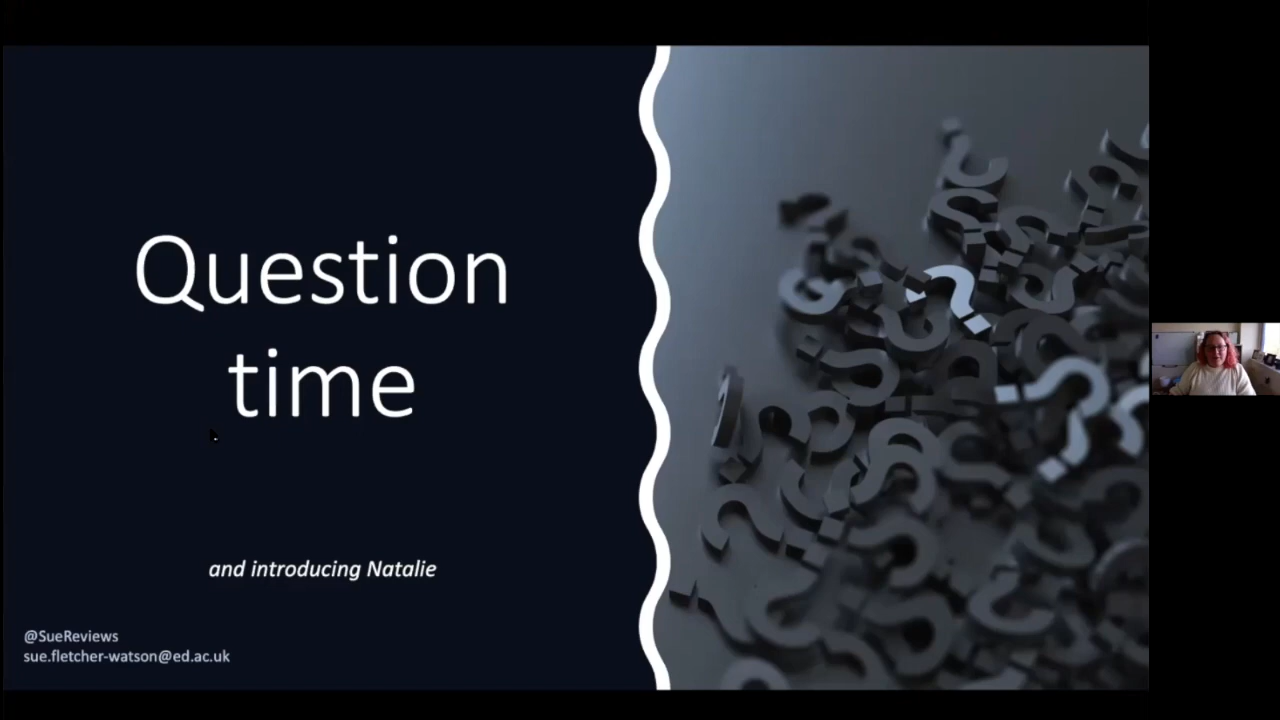 Question
time
and introducing Natalie
@SueReviews
sue.fletcher-watson@ed.ac.uk